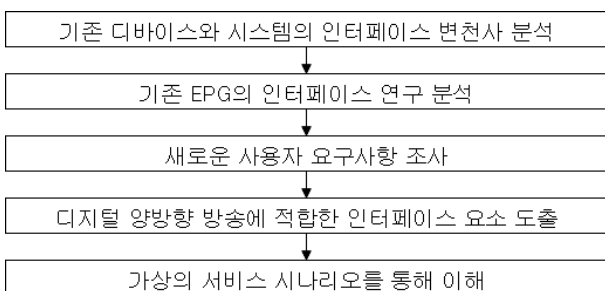 기존 디바이스와 시스템의 인터페이스 변천사 분석
기존 EPG의 인터페이스 연구 분석
새로운 사용자 요구사항 조사
디지털 양방향 방송에 적합한 인터페이스 요소 도출
가상의 서비스 시나리오를 통해 이해